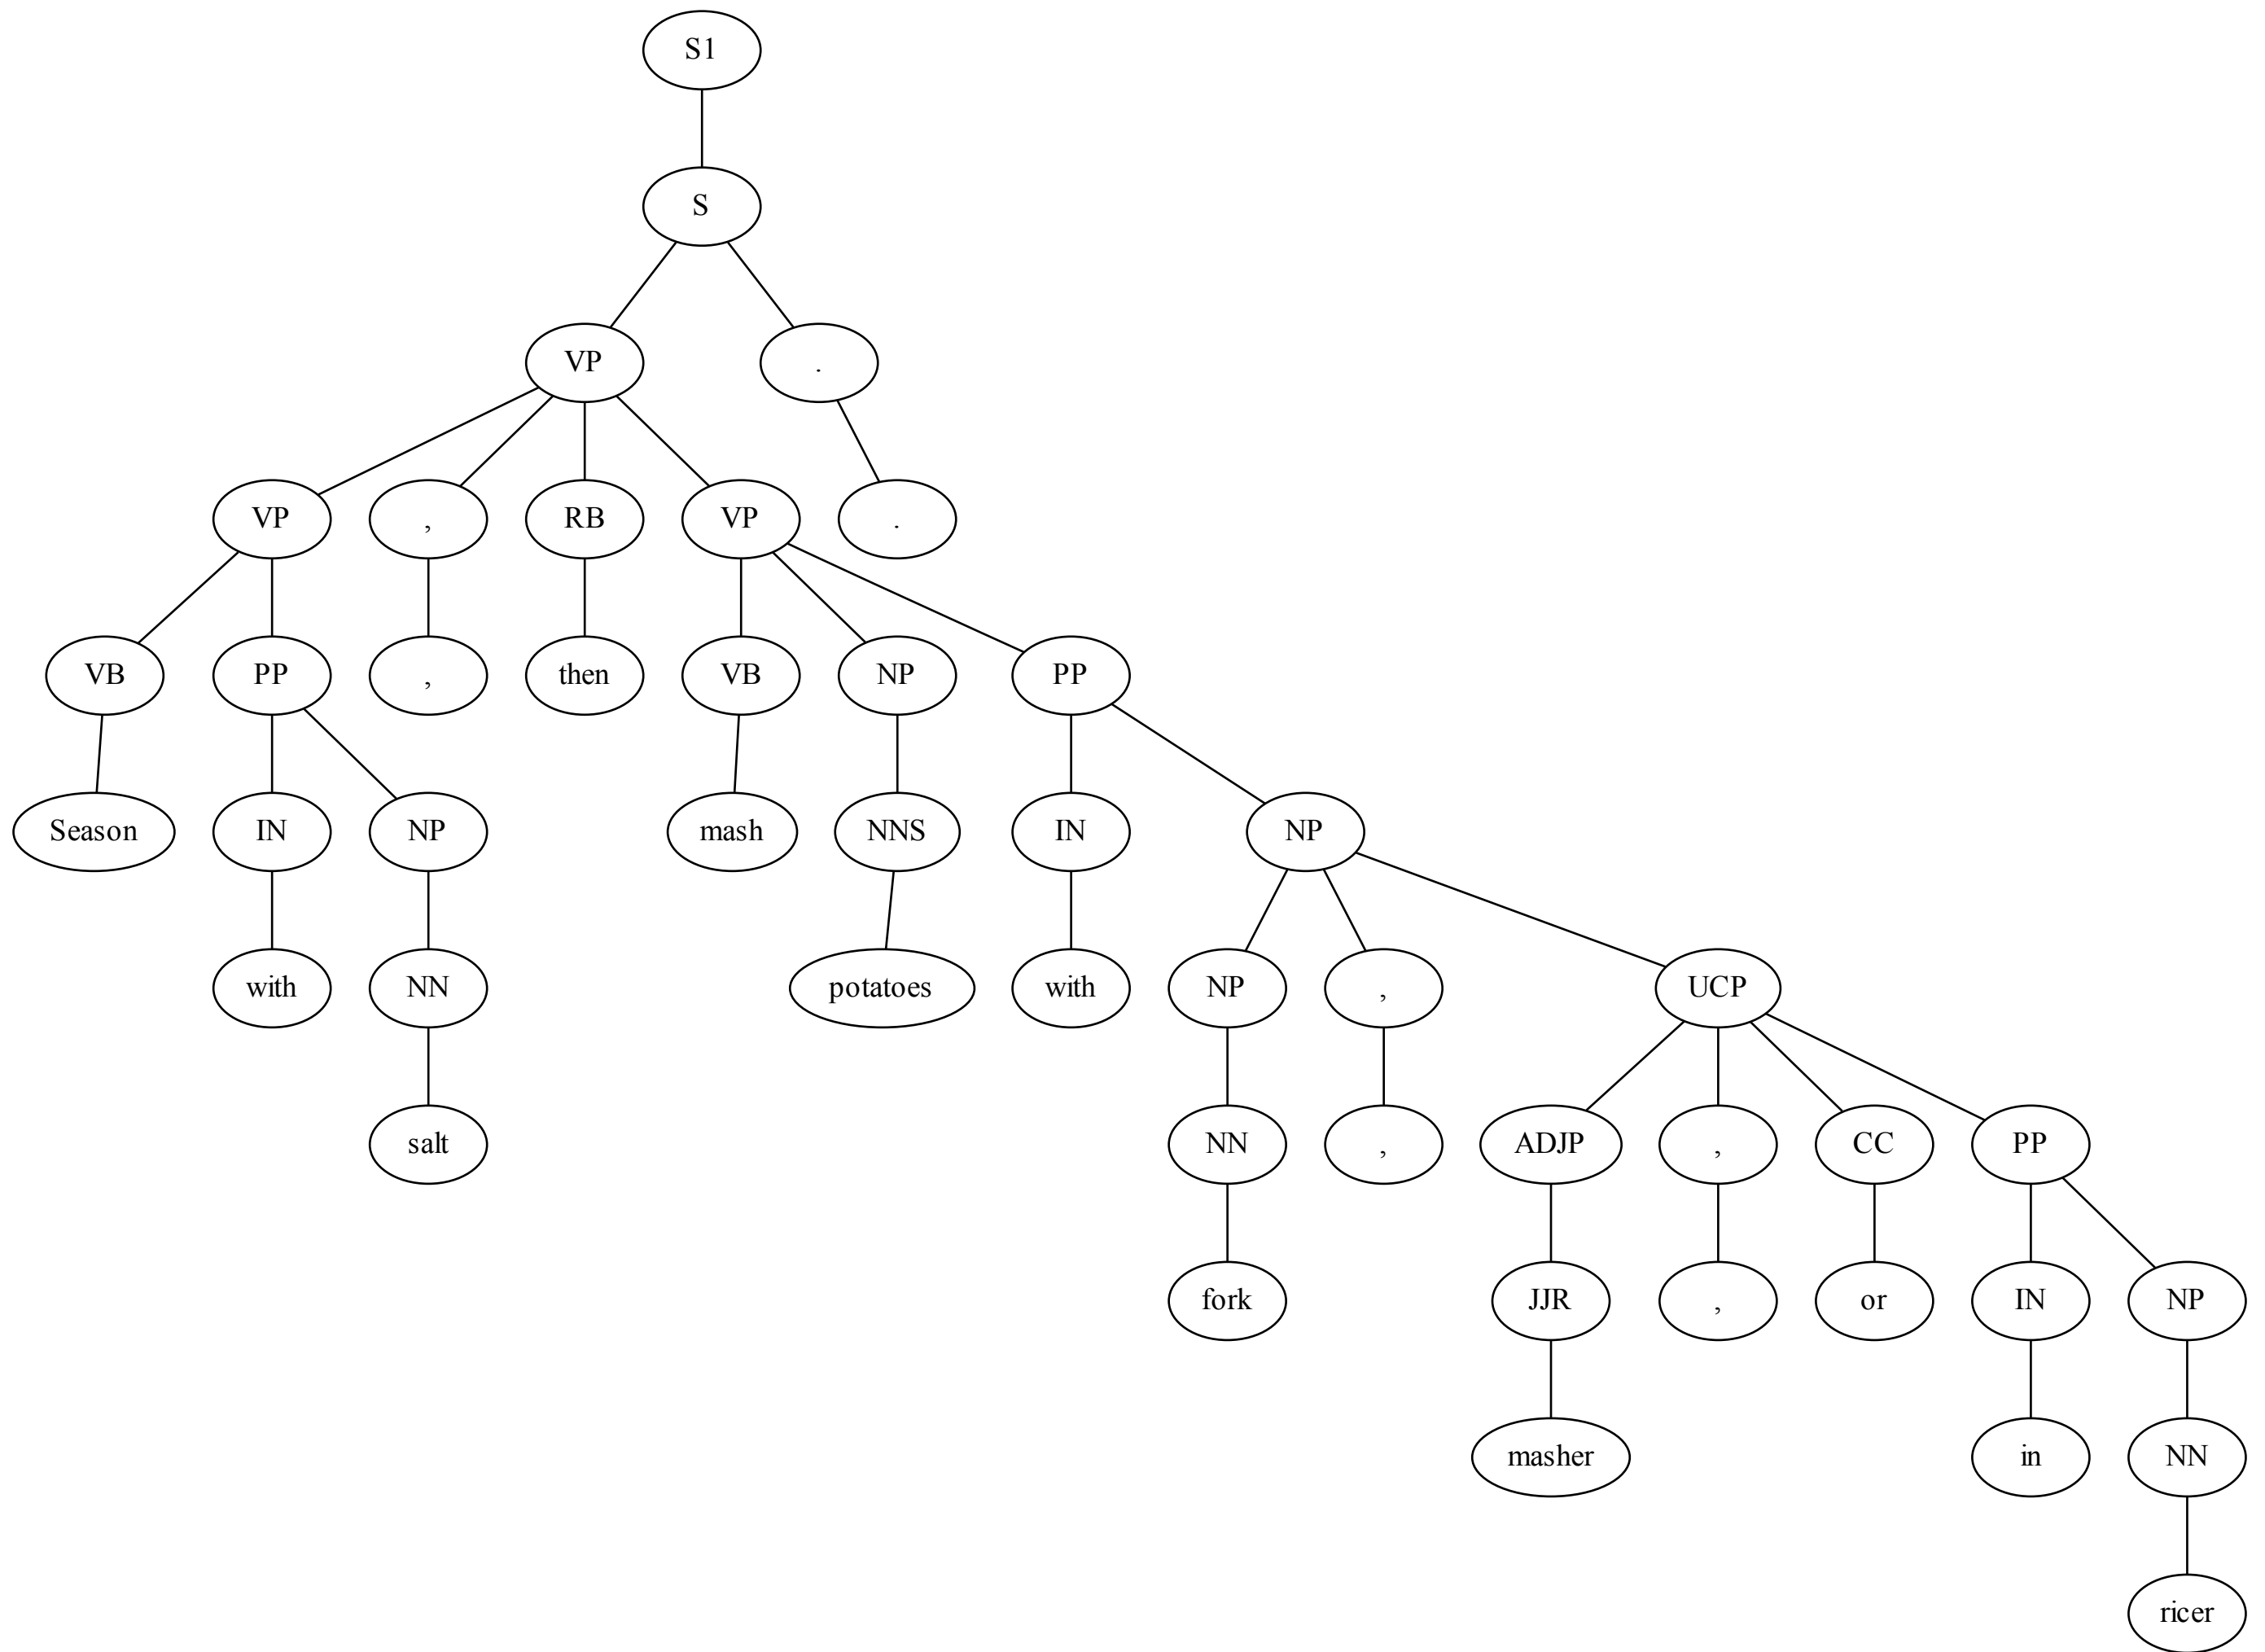 S1
S
VP .
VP , RB VP .
VB PP , then VB NP PP
Season IN NP mash NNS IN NP
with NN potatoes with NP , UCP
salt NN , ADJP , CC PP
fork JJR , or IN NP
masher in NN
ricer